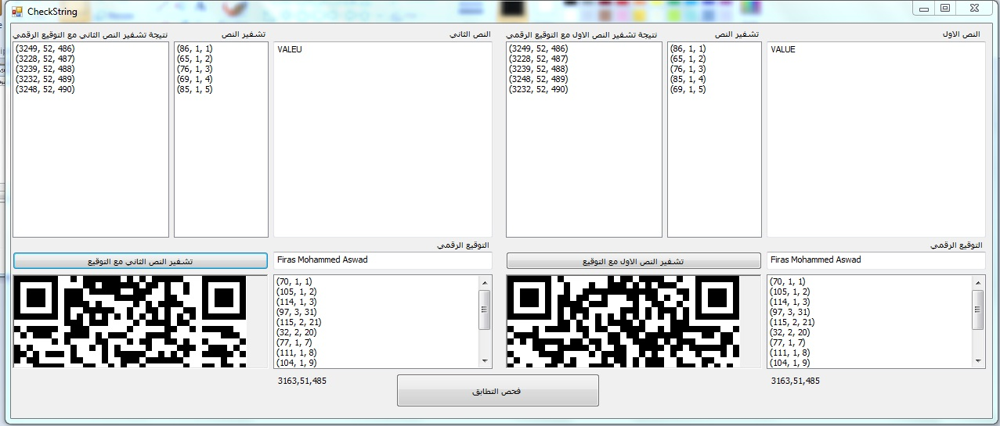 CheckString
النص الاول
تشفير النص
نتيجة تشفير النص الاول مع التوقيع الرقمي
النص الثاني
تشفير النص
نتيجة تشفير النص الثاني مع التوقيع الرقمي
VALUE
(86, 1, 1)
(65, 1, 2)
(76, 1, 3)
(85, 1, 4)
(69, 1, 5)
(3249, 52, 486)
(3228, 52, 487)
(3239, 52, 488)
(3248, 52, 489)
(3232, 52, 490)
VALEU
(86, 1, 1)
(65, 1, 2)
(76, 1, 3)
(69, 1, 4)
(85, 1, 5)
(3249, 52, 486)
(3228, 52, 487)
(3239, 52, 488)
(3232, 52, 489)
(3248, 52, 490)
التوقيع الرقمي
Firas Mohammed Aswad
تشفير النص الاول مع التوقيع
(70, 1, 1)
(105, 1, 2)
(114, 1, 3)
(97, 3, 31)
(115, 2, 21)
(32, 2, 20)
(77, 1, 7)
(111, 1, 8)
(104, 1, 9)
3163,51,485
التوقيع الرقمي
Firas Mohammed Aswad
تشفير النص الثاني مع التوقيع
(70, 1, 1)
(105, 1, 2)
(114, 1, 3)
(97, 3, 31)
(115, 2, 21)
(32, 2, 20)
(77, 1, 7)
(111, 1, 8)
(104, 1, 9)
3163,51,485
فحص التطابق